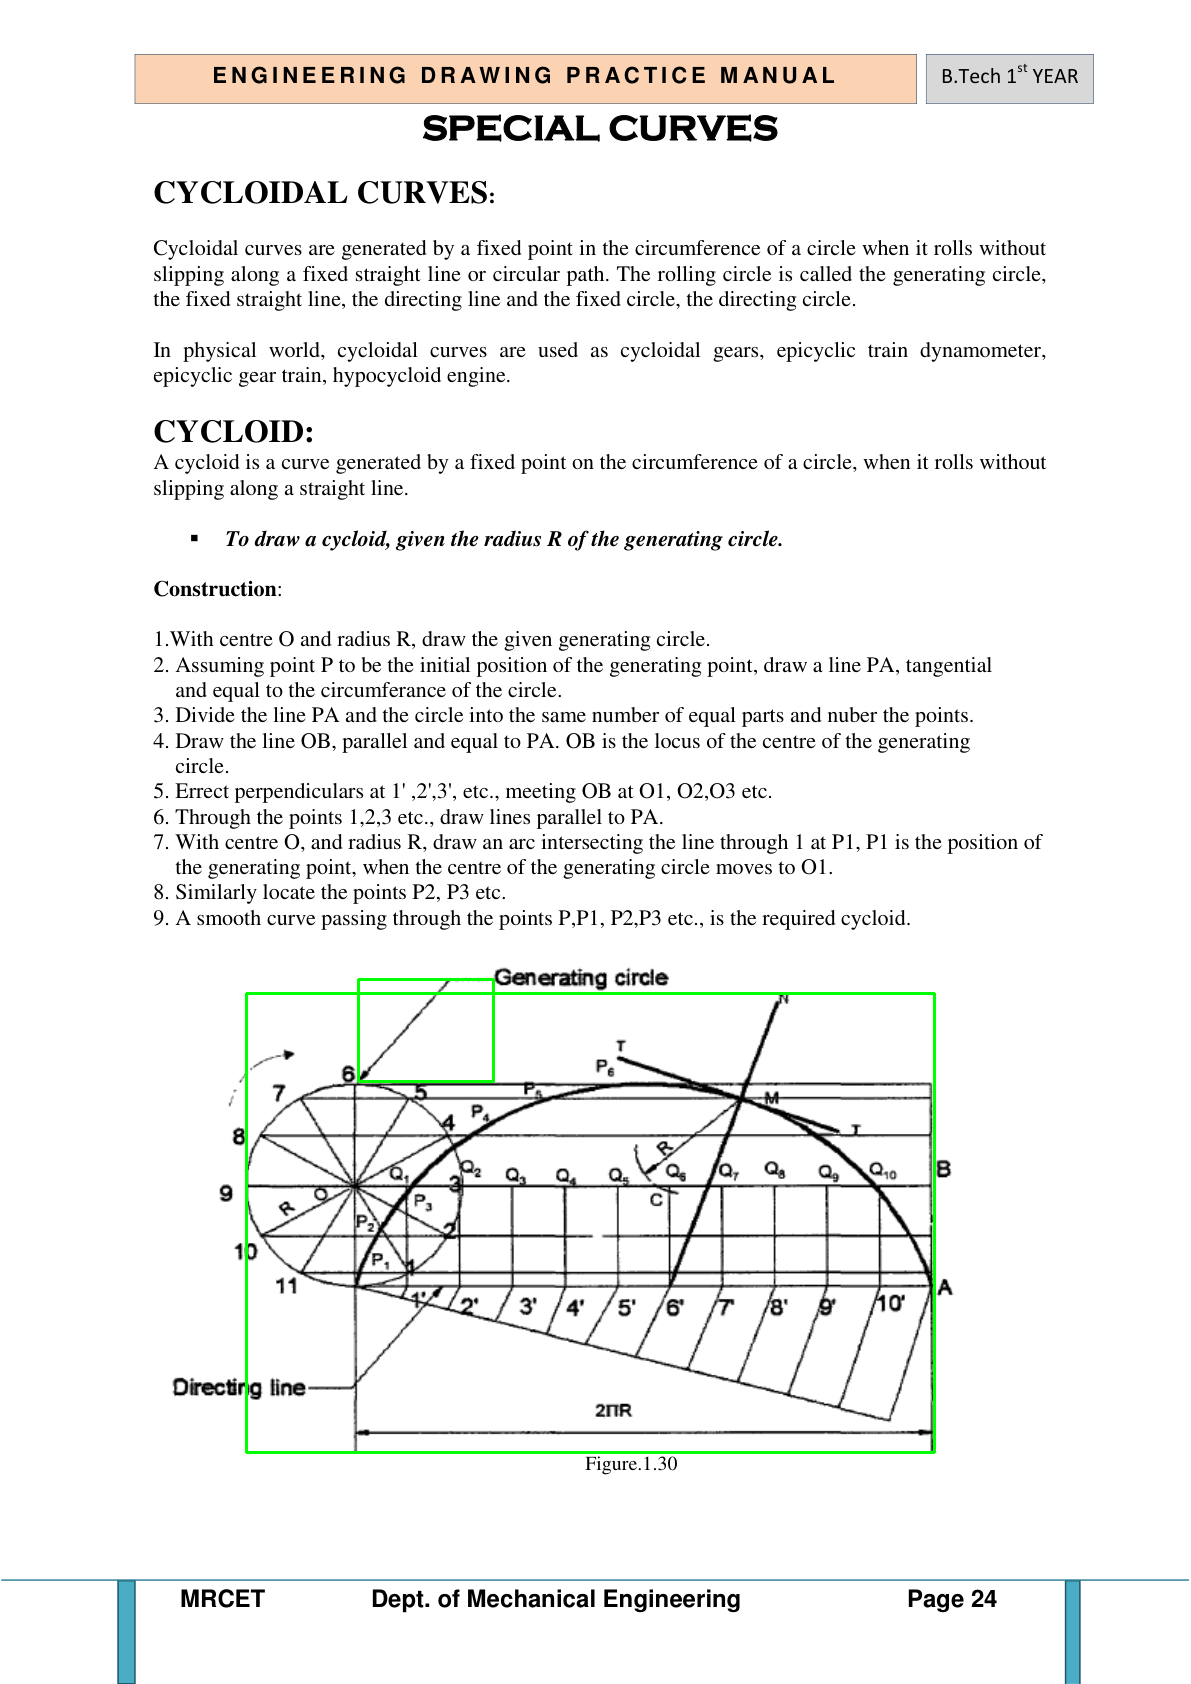 ENGINEERING DRAWING PRACTICE MANUAL
B.Tech 1st YEAR
SPECIAL CURVES
CYCLOIDAL CURVES:
Cycloidal curves are generated by a fixed point in the circumference of a circle when it rolls without
slipping along a fixed straight line or circular path. The rolling circle is called the generating circle,
the fixed straight line, the directing line and the fixed circle, the directing circle.
In physical world, cycloidal curves are used as cycloidal gears, epicyclic train dynamometer,
epicyclic gear train, hypocycloid engine.
CYCLOID:
A cycloid is a curve generated by a fixed point on the circumference of a circle, when it rolls without
slipping along a straight line.
▪ To draw a cycloid, given the radius R of the generating circle.
Construction:
1.With centre O and radius R, draw the given generating circle.
2. Assuming point P to be the initial position of the generating point, draw a line PA, tangential
and equal to the circumferance of the circle.
3. Divide the line PA and the circle into the same number of equal parts and nuber the points.
4. Draw the line OB, parallel and equal to PA. OB is the locus of the centre of the generating
circle.
5. Errect perpendiculars at 1' ,2',3', etc., meeting OB at O1, O2,O3 etc.
6. Through the points 1,2,3 etc., draw lines parallel to PA.
7. With centre O, and radius R, draw an arc intersecting the line through 1 at P1, P1 is the position of
the generating point, when the centre of the generating circle moves to O1.
8. Similarly locate the points P2, P3 etc.
9. A smooth curve passing through the points P,P1, P2,P3 etc., is the required cycloid.
Generating circle
N
T
P6
6
7 5 P5 M
P4
8 4 T
R
Q1 Q2 Q3 Q4 Q5 Q6 Q7 Q8 Q9 Q10 B
9 O 3 C
R P3
P2 2
10
P1 1
11 A
1' 2' 3' 4' 5' 6' 7' 8' 9' 10'
Directing line
2ΠR
Figure.1.30
MRCET Dept. of Mechanical Engineering Page 24